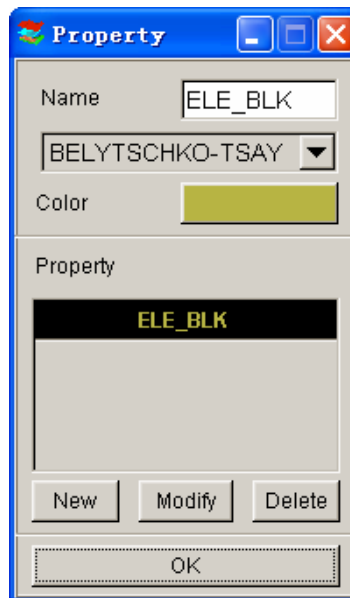 Property
Name ELE_BLK
BELYTSCHKO-TSAY
Color
Property
ELE_BLK
New Modify Delete
OK